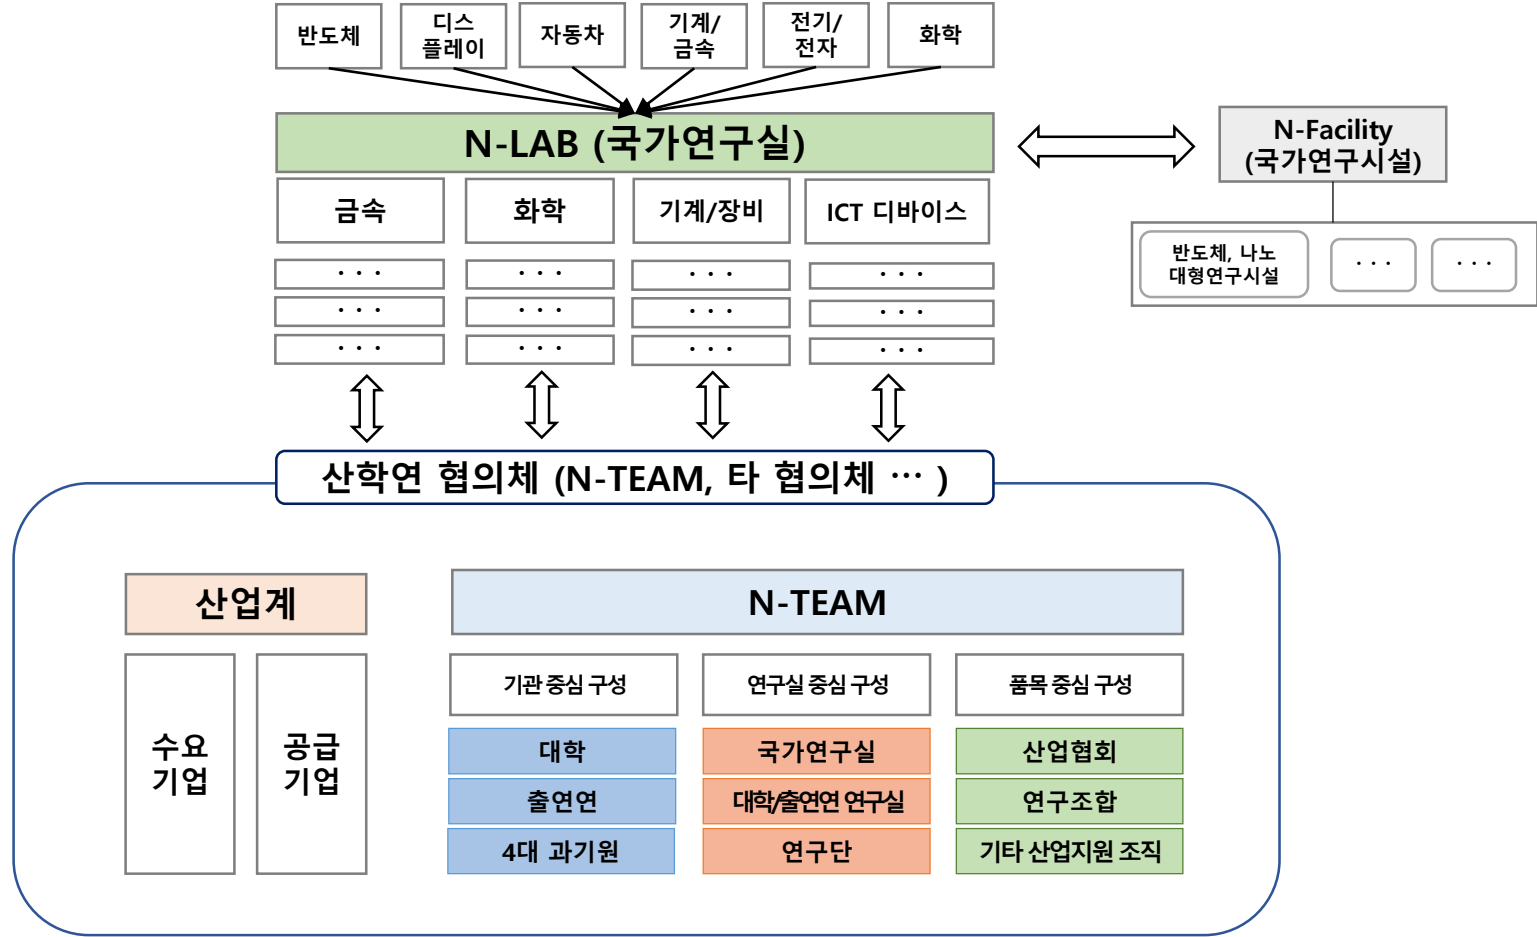 반도체
디스
플레이
자동차
기계/
금속
전기/
전자
화학
N-LAB (국가연구실)
N-Facility
(국가연구시설)
금속
화학
기계/장비
ICT 디바이스
반도체, 나노
대형연구시설
· · ·
· · ·
· · ·
· · ·
· · ·
· · ·
· · ·
· · ·
· · ·
· · ·
· · ·
· · ·
· · ·
· · ·
산학연 협의체 (N-TEAM, 타 협의체 ··· )
산업계
N-TEAM
수요
기업
공급
기업
기관 중심 구성
연구실 중심 구성
품목 중심 구성
대학
국가연구실
산업협회
출연연
대학/출연연 연구실
연구조합
4대 과기원
연구단
기타 산업지원 조직